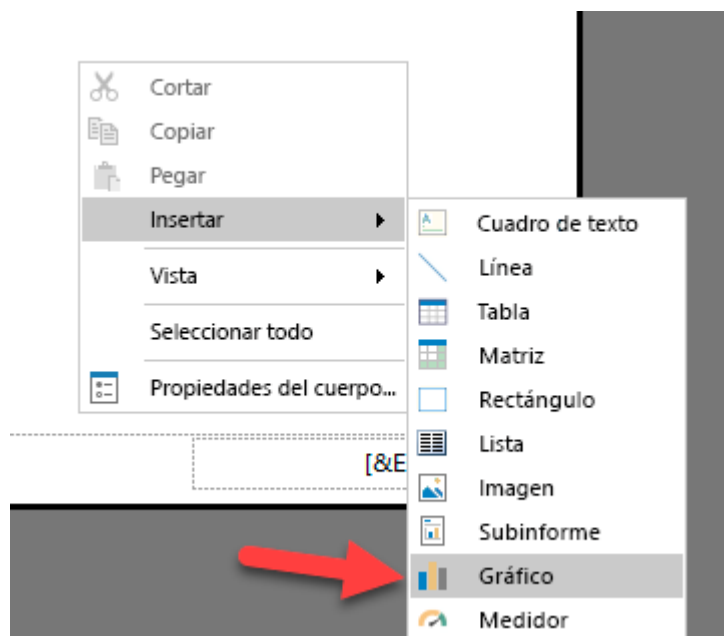 Cortar
Copiar
Pegar
Insertar
Vista
Seleccionar todo
Propiedades del cuerpo...
[&E
Cuadro de texto
Línea
Tabla
Matriz
Rectángulo
Lista
Imagen
Subinforme
Gráfico
Medidor